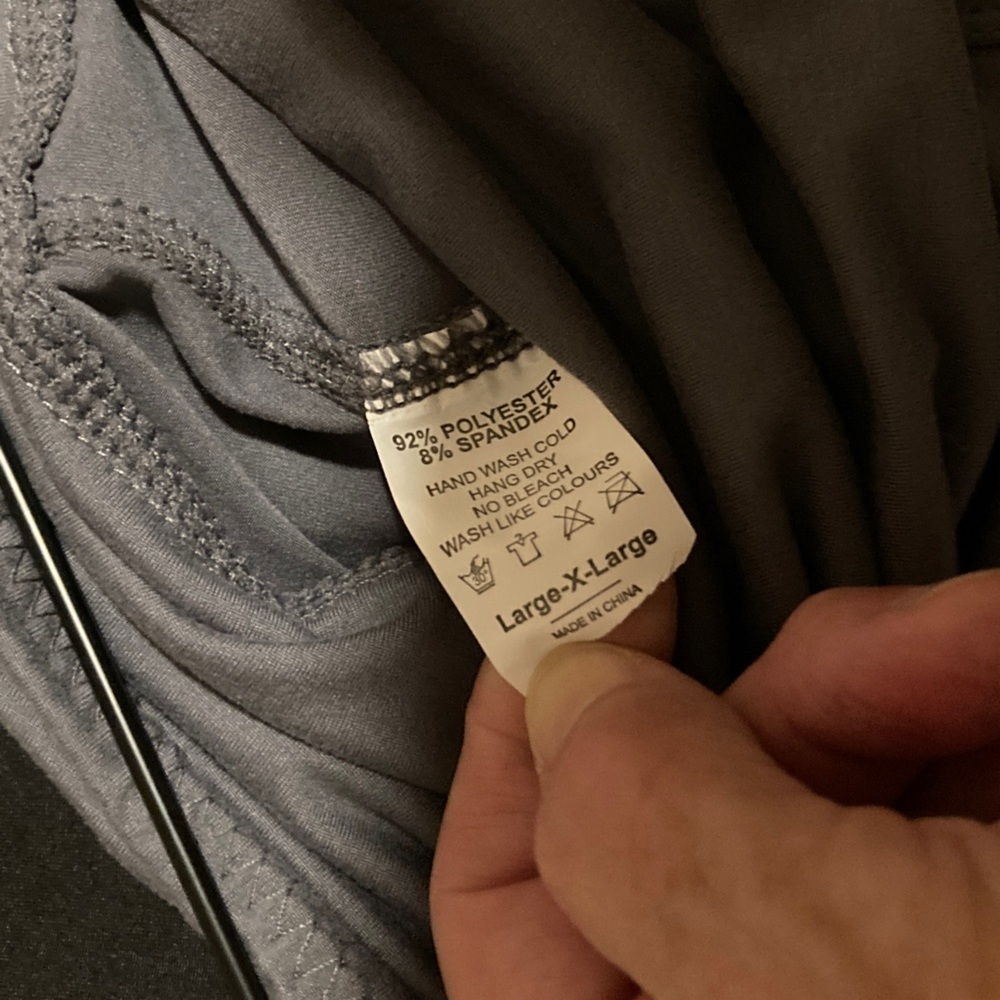 92% POLYESTER
8% SPANDEX
HAND WASH COLD
HANG DRY
NO BLEACH
WASH LIKE COLOURS
30°
Large-X-Large
MADE IN CHINA